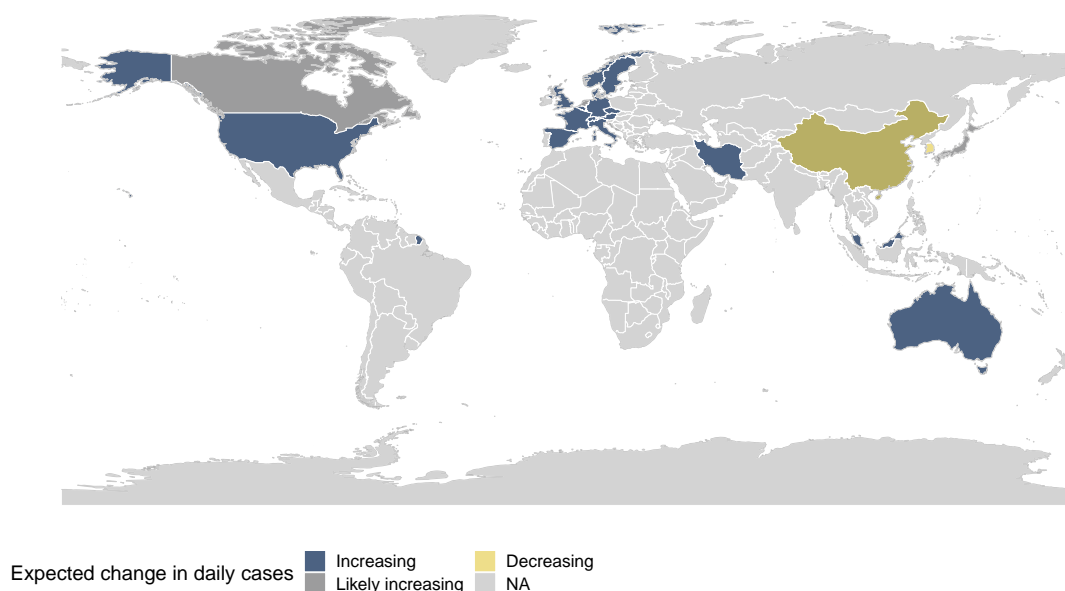 Expected change in daily cases
Increasing
Likely increasing
Decreasing
NA